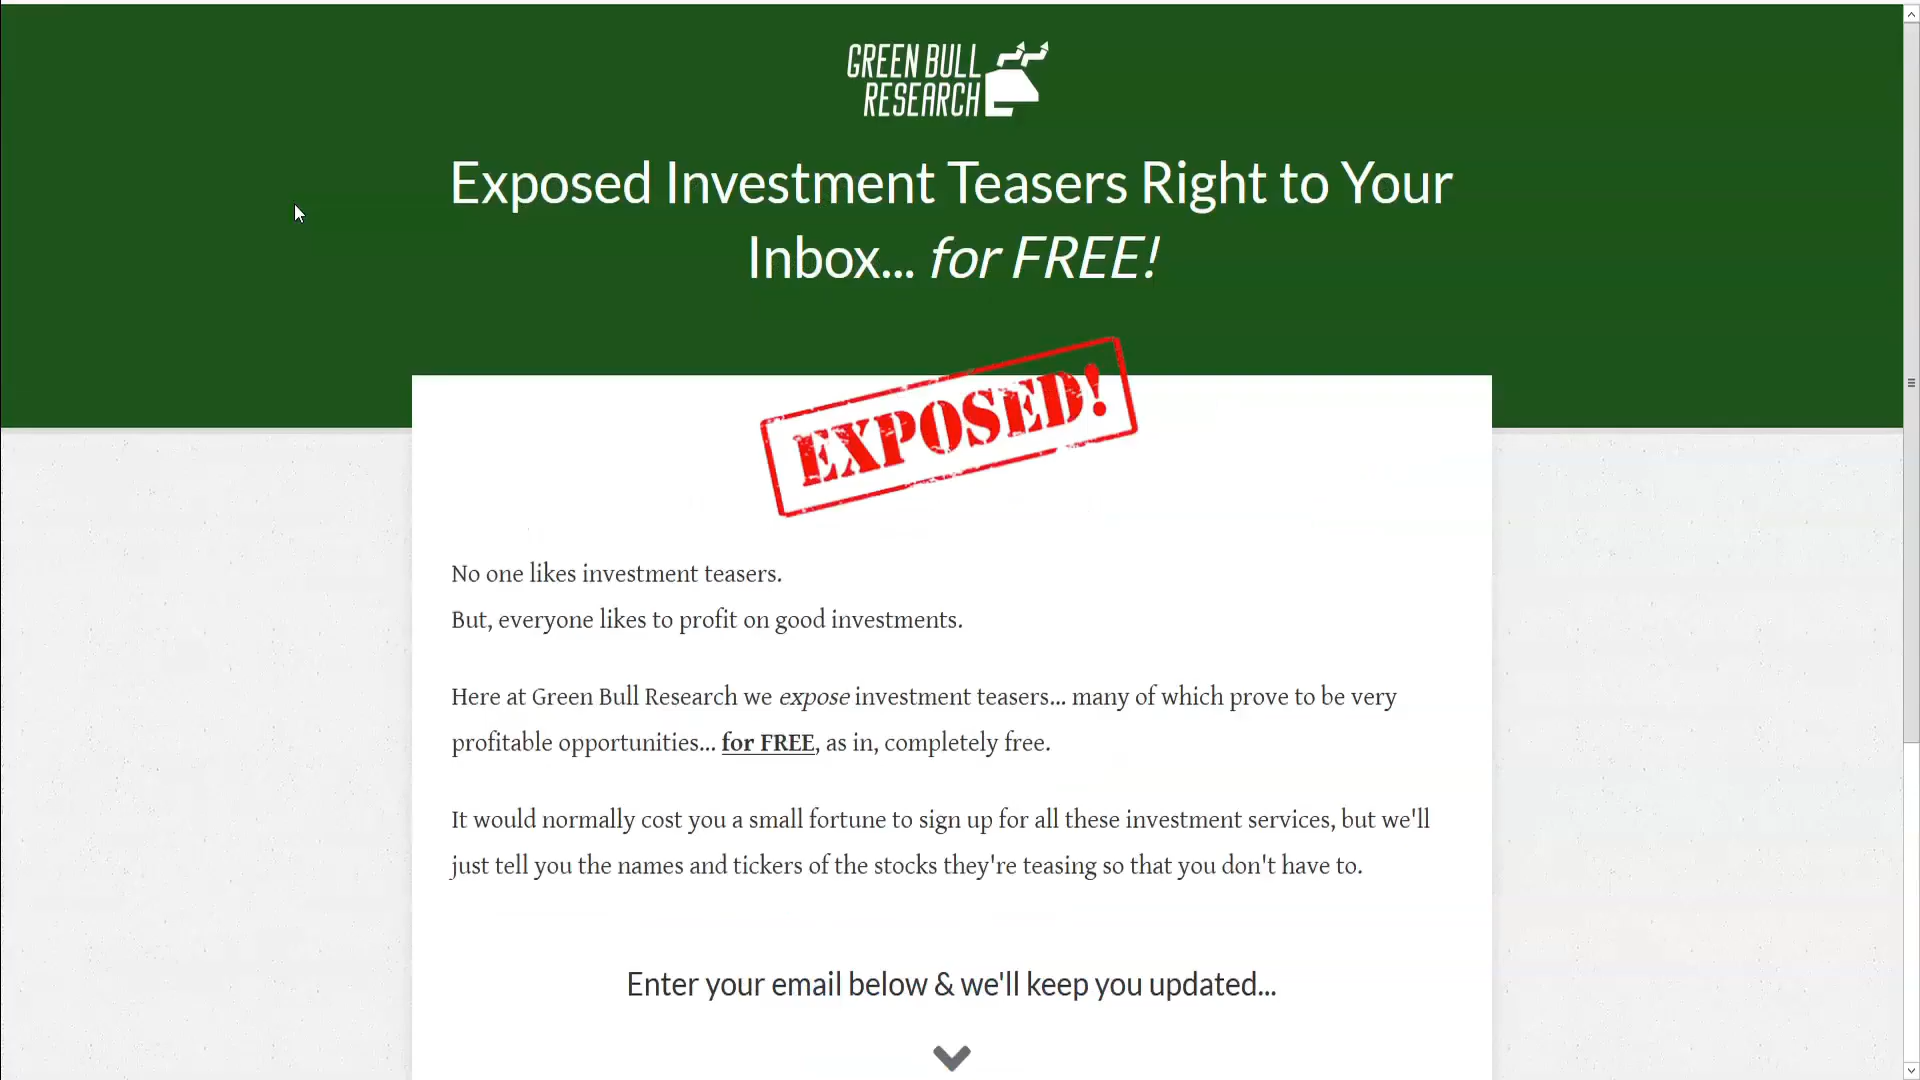 GREEN BULL
RESEARCH
Exposed Investment Teasers Right to Your
Inbox... for FREE!
EXPOSED!
No one likes investment teasers.
But, everyone likes to profit on good investments.
Here at Green Bull Research we expose investment teasers... many of which prove to be very
profitable opportunities... for FREE, as in, completely free.
It would normally cost you a small fortune to sign up for all these investment services, but we'll
just tell you the names and tickers of the stocks they're teasing so that you don't have to.
Enter your email below & we'll keep you updated...